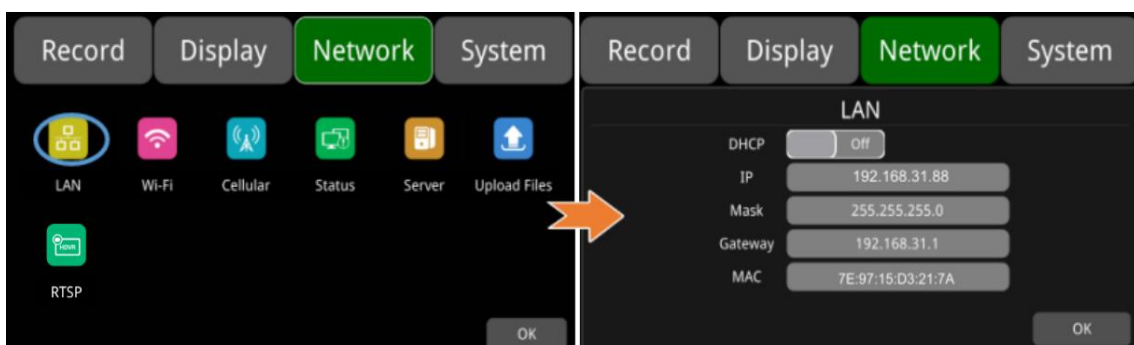 Record Display Network System
LAN Wi-Fi Cellular Status Server Upload Files
HDVR
RTSP
OK
Record Display Network System
LAN
DHCP Off
IP 192.168.31.88
Mask 255.255.255.0
Gateway 192.168.31.1
MAC 7E:97:15:D3:21:7A
OK